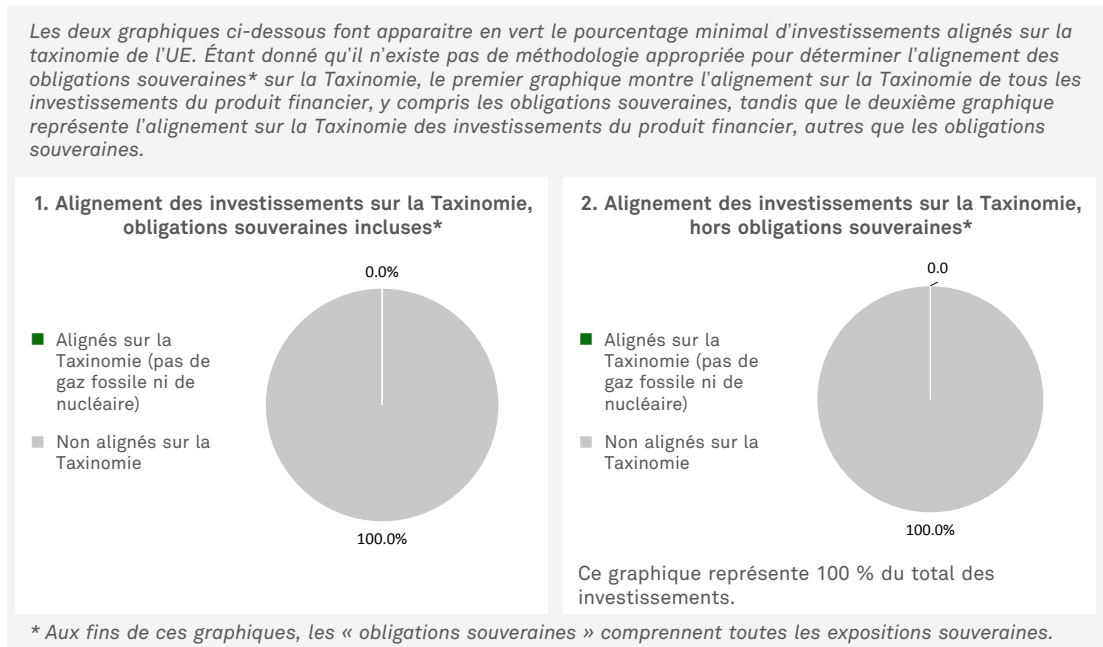 Les deux graphiques ci-dessous font apparaitre en vert le pourcentage minimal d'investissements alignés sur la
taxinomie de l'UE. Étant donné qu'il n'existe pas de méthodologie appropriée pour déterminer l'alignement des
obligations souveraines* sur la Taxinomie, le premier graphique montre l'alignement sur la Taxinomie de tous les
investissements du produit financier, y compris les obligations souveraines, tandis que le deuxième graphique
représente l'alignement sur la Taxinomie des investissements du produit financier, autres que les obligations
souveraines.
1. Alignement des investissements sur la Taxinomie,
obligations souveraines incluses*
0.0%
Alignés sur la
Taxinomie (pas de
gaz fossile ni de
nucléaire)
Non alignés sur la
Taxinomie
100.0%
2. Alignement des investissements sur la Taxinomie,
hors obligations souveraines*
0.0
Alignés sur la
Taxinomie (pas de
gaz fossile ni de
nucléaire)
Non alignés sur la
Taxinomie
100.0%
Ce graphique représente 100 % du total des
investissements.
* Aux fins de ces graphiques, les « obligations souveraines » comprennent toutes les expositions souveraines.